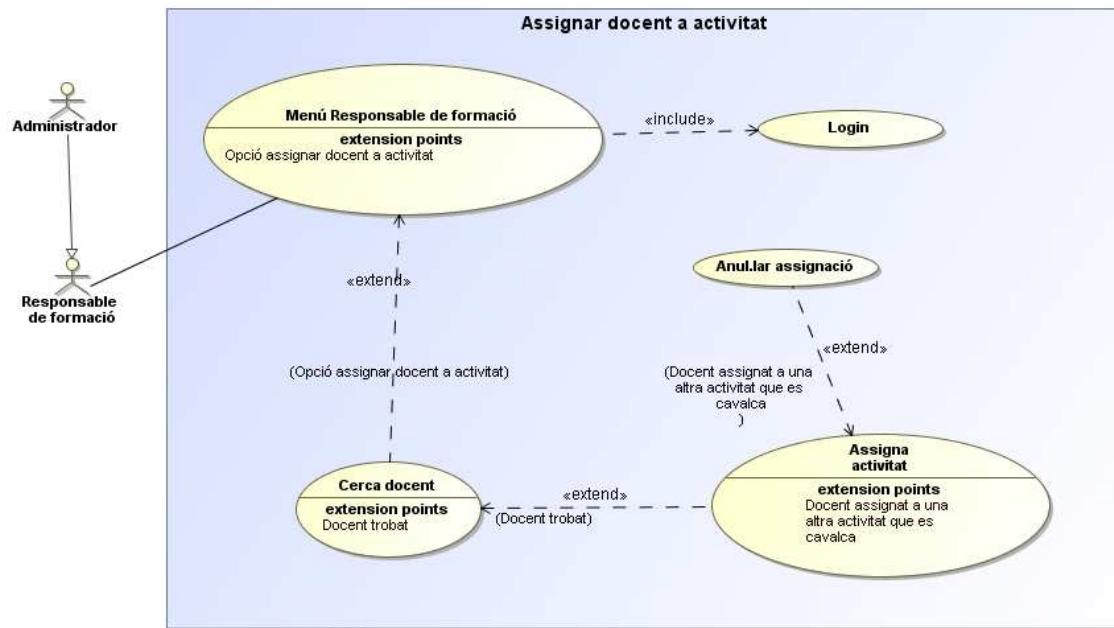 Assignar docent a activitat
Administrador
Responsable
de formació
Menú Responsable de formació
extension points
Opció assignar docent a activitat
«include»
Login
«extend»
(Opció assignar docent a activitat)
Anul.lar assignació
«extend»
(Docent assignat a una
altra activitat que es
cavalca
)
Cerca docent
extension points
Docent trobat
«extend»
(Docent trobat)
Assigna
activitat
extension points
Docent assignat a una
altra activitat que es
cavalca